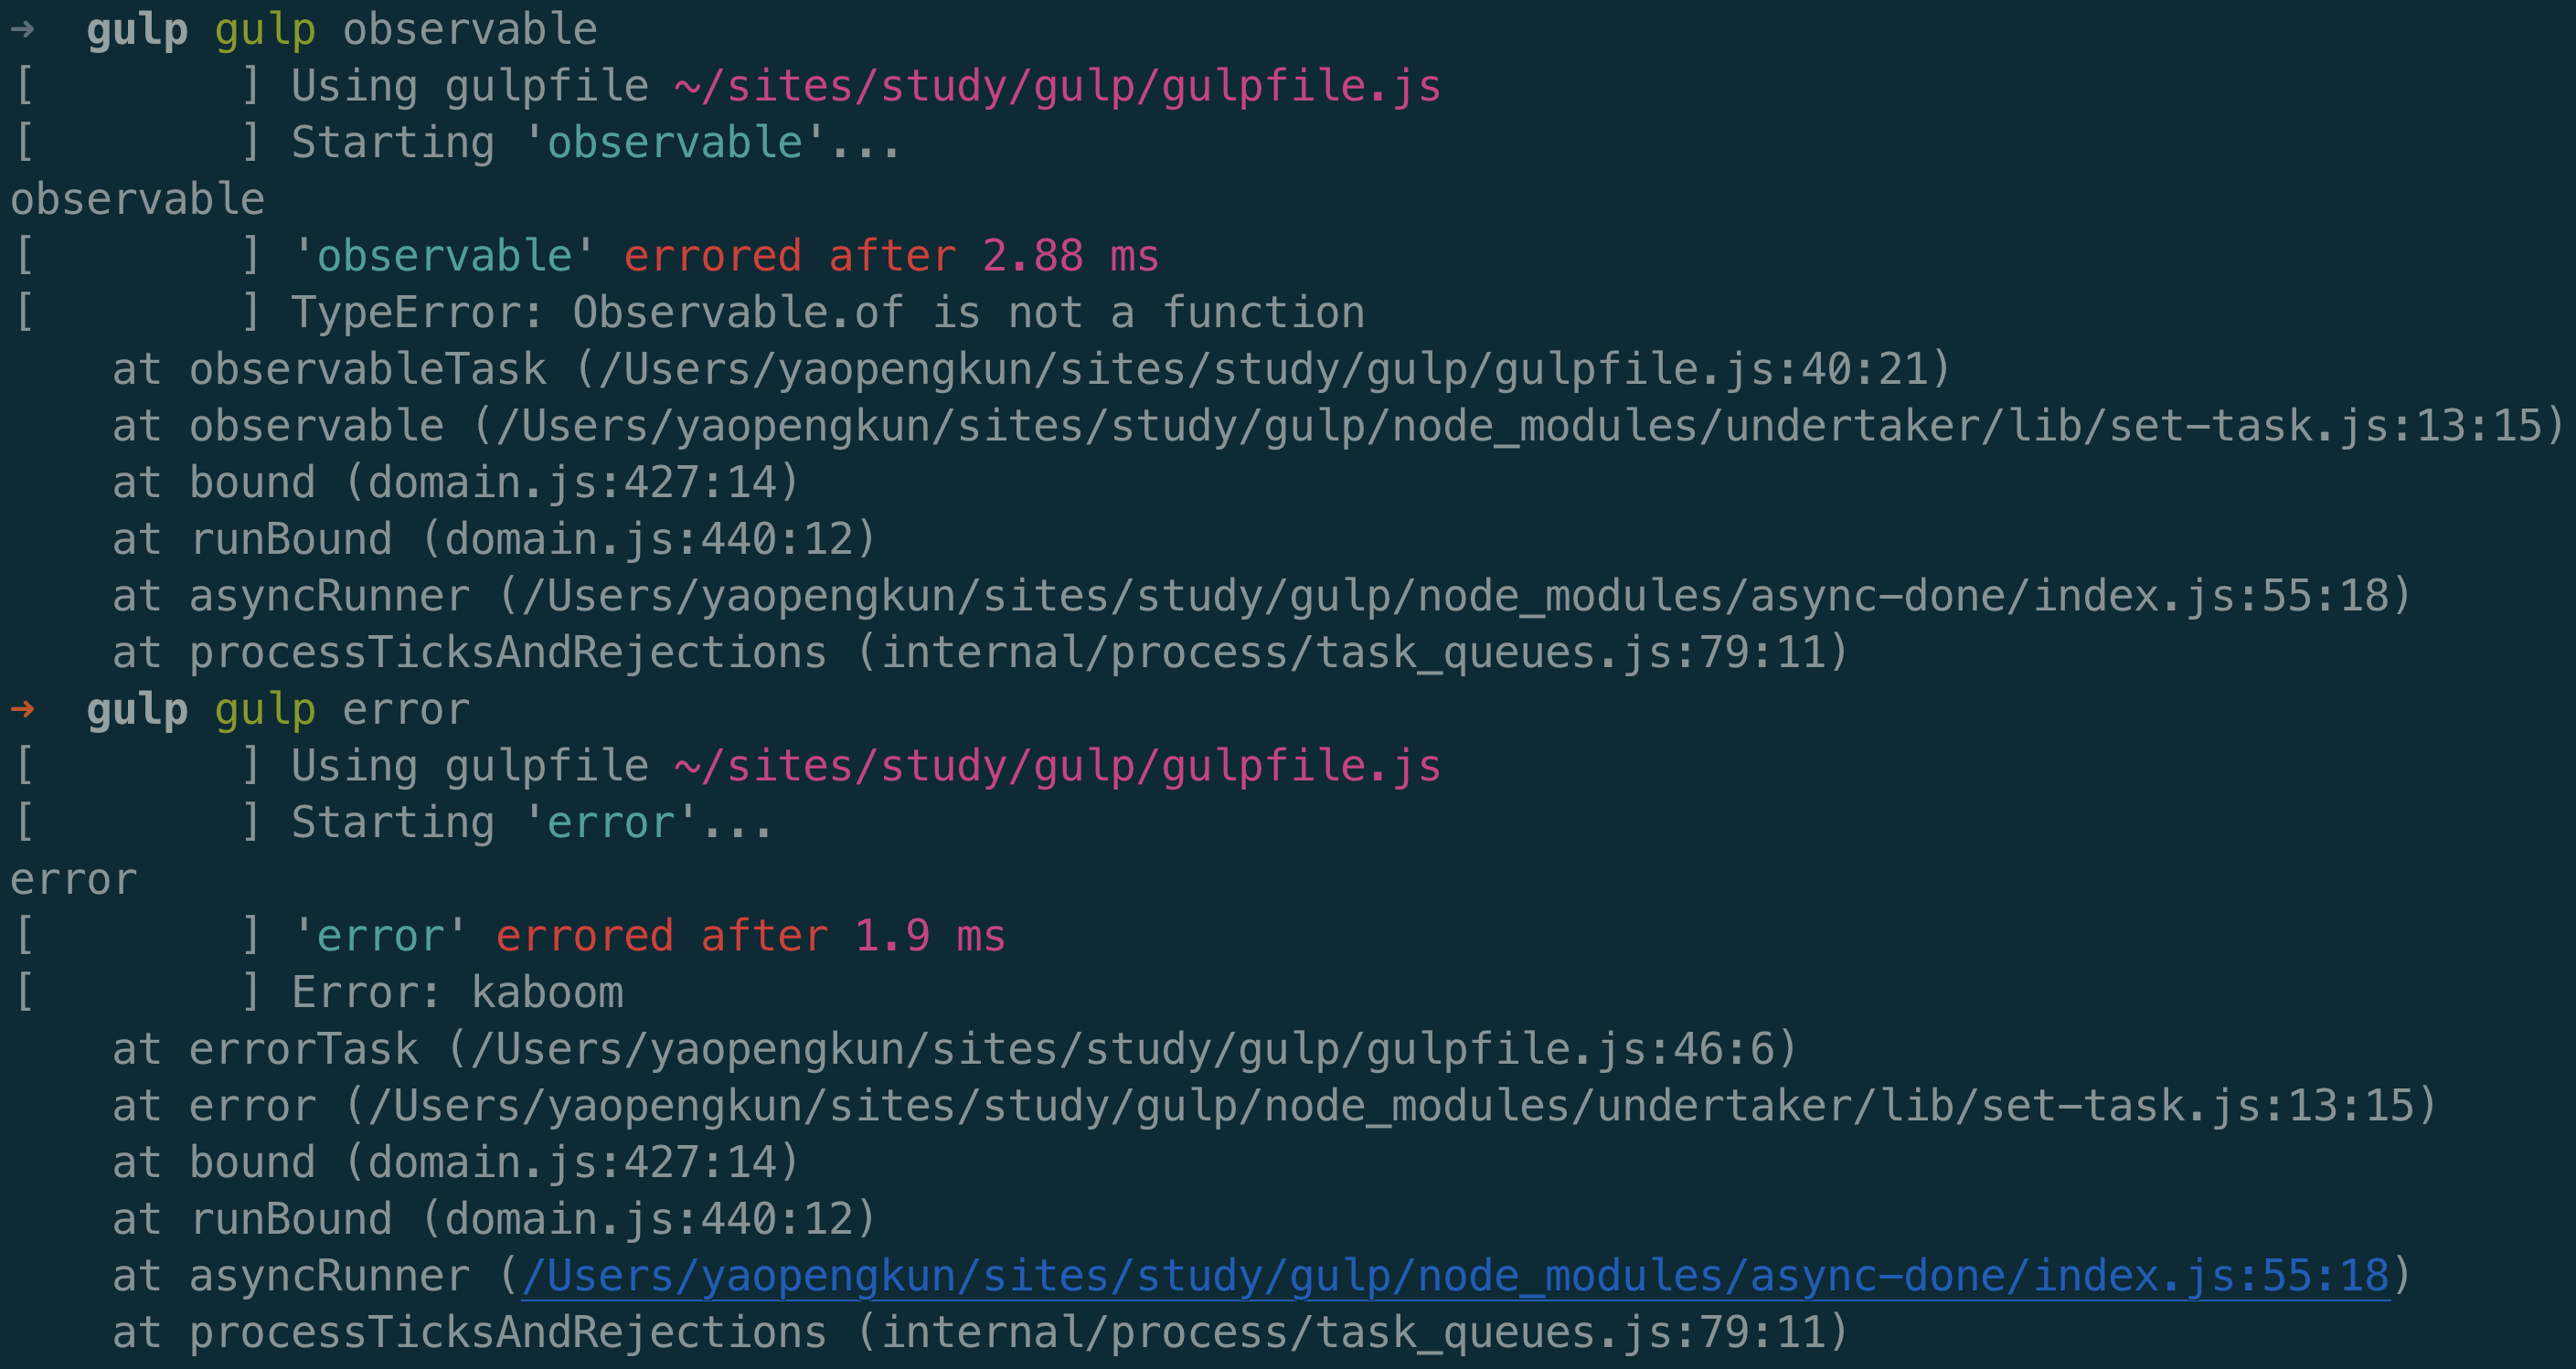 ➜  gulp gulp observable
[        ] Using gulpfile ~/sites/study/gulp/gulpfile.js
[        ] Starting 'observable'...
observable
[        ] 'observable' errored after 2.88 ms
[        ] TypeError: Observable.of is not a function
    at observableTask (/Users/yaopengkun/sites/study/gulp/gulpfile.js:40:21)
    at observable (/Users/yaopengkun/sites/study/gulp/node_modules/undertaker/lib/set-task.js:13:15)
    at bound (domain.js:427:14)
    at runBound (domain.js:440:12)
    at asyncRunner (/Users/yaopengkun/sites/study/gulp/node_modules/async-done/index.js:55:18)
    at processTicksAndRejections (internal/process/task_queues.js:79:11)
➜  gulp gulp error
[        ] Using gulpfile ~/sites/study/gulp/gulpfile.js
[        ] Starting 'error'...
error
[        ] 'error' errored after 1.9 ms
[        ] Error: kaboom
    at errorTask (/Users/yaopengkun/sites/study/gulp/gulpfile.js:46:6)
    at error (/Users/yaopengkun/sites/study/gulp/node_modules/undertaker/lib/set-task.js:13:15)
    at bound (domain.js:427:14)
    at runBound (domain.js:440:12)
    at asyncRunner (/Users/yaopengkun/sites/study/gulp/node_modules/async-done/index.js:55:18)
    at processTicksAndRejections (internal/process/task_queues.js:79:11)